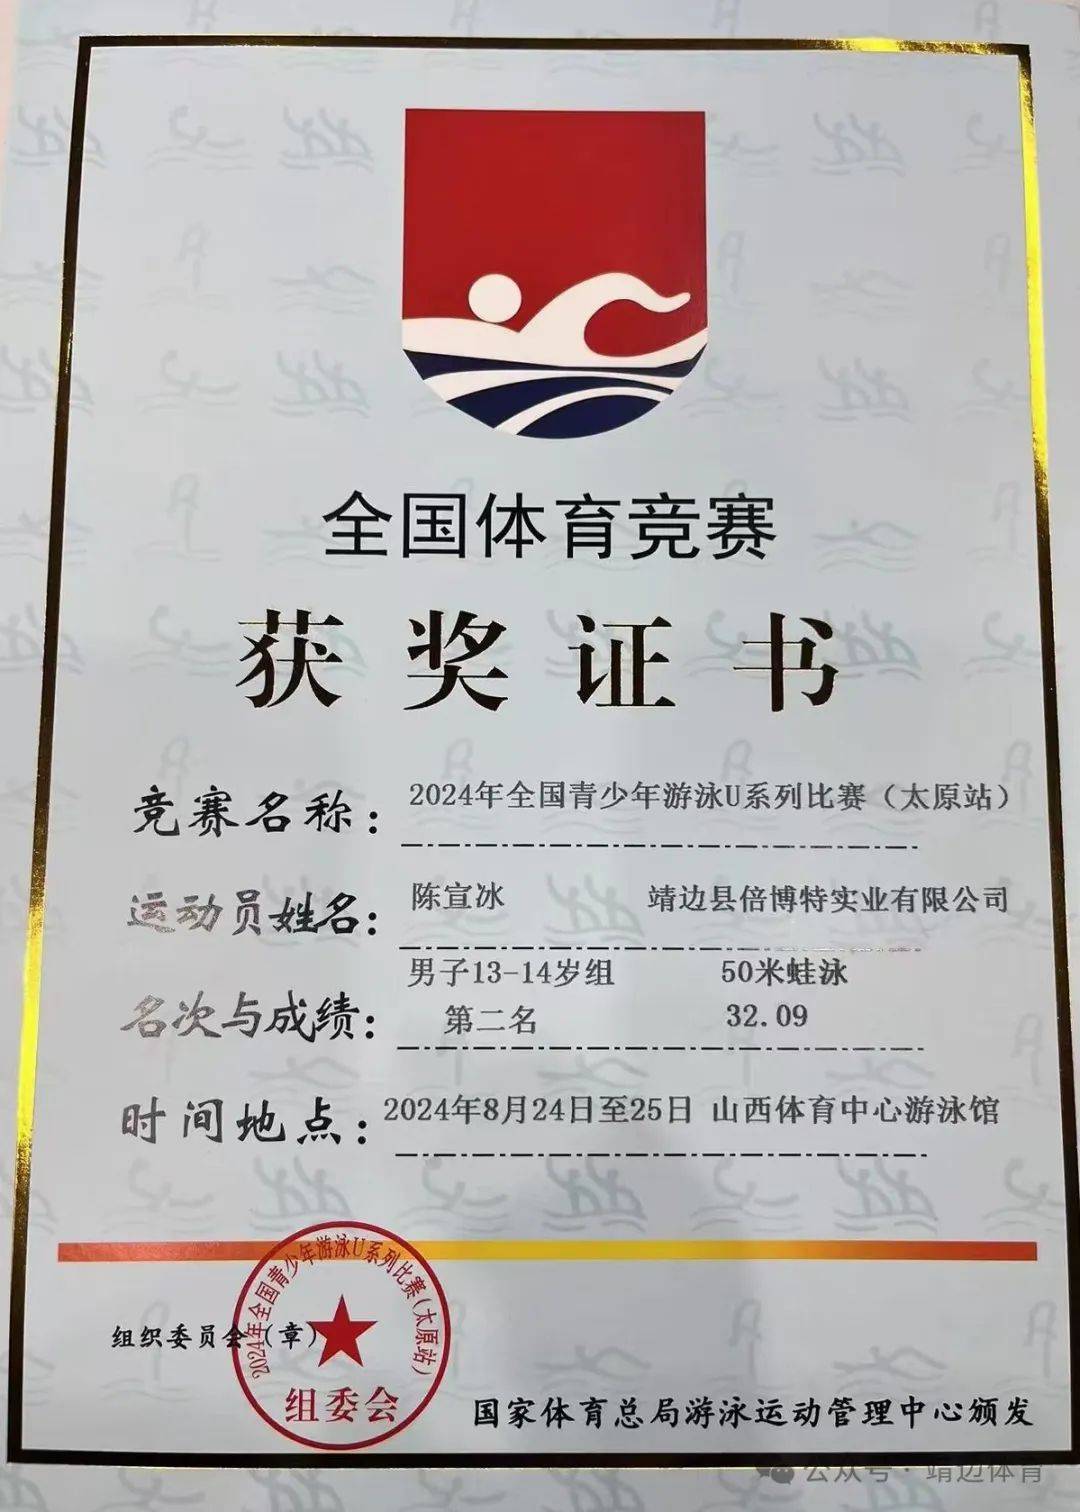 全国体育竞赛
获奖证书
竞赛名称：2024年全国青少年游泳U系列比赛（太原站）
运动员姓名：陈宣冰 靖边县倍博特实业有限公司
男子13-14岁组 50米蛙泳
名次与成绩：第二名 32.09
时间地点：2024年8月24日至25日 山西体育中心游泳馆
2024年全国青少年游泳U系列比赛（太原站）
组织委员会（章）
组委会
国家体育总局游泳运动管理中心颁发
公众号·靖边体育